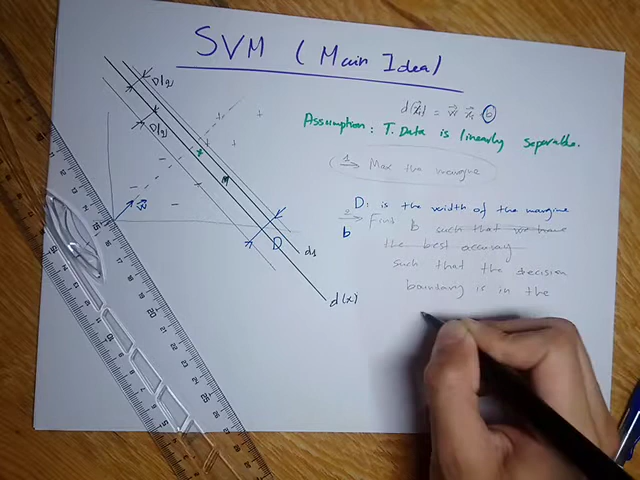 SVM (Main Idea)
D/2
D/2
d(x⃗) = w⃗ x⃗ b
Assumption: T. Data is linearly separable.
1 ⇒ Max the margine
D: is the width of the margine
2 ⇒ Find b such that we have
b
the best accuracy
such that the decision
boundary is in the
w⃗
D
d1
d(x)